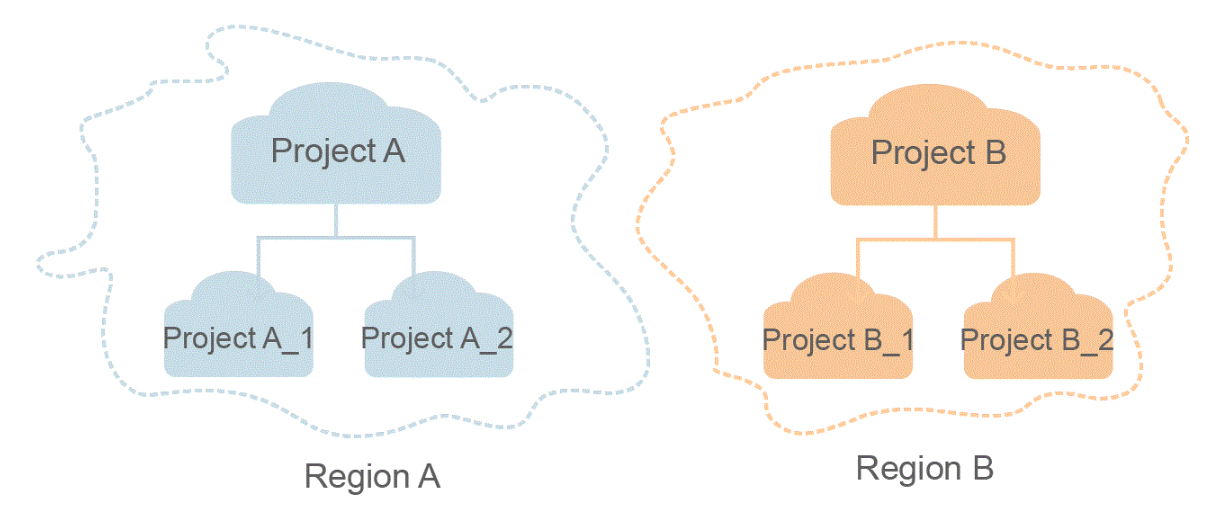 Project A
Project A_1
Project A_2
Region A
Project B
Project B_1
Project B_2
Region B